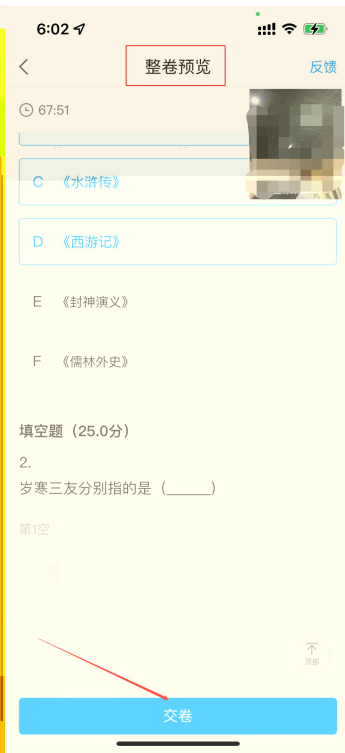 6:02
整卷预览
反馈
67:51
C 《水浒传》
D 《西游记》
E 《封神演义》
F 《儒林外史》
填空题（25.0分）
2.
岁寒三友分别指的是（______）
第1空
顶部
交卷